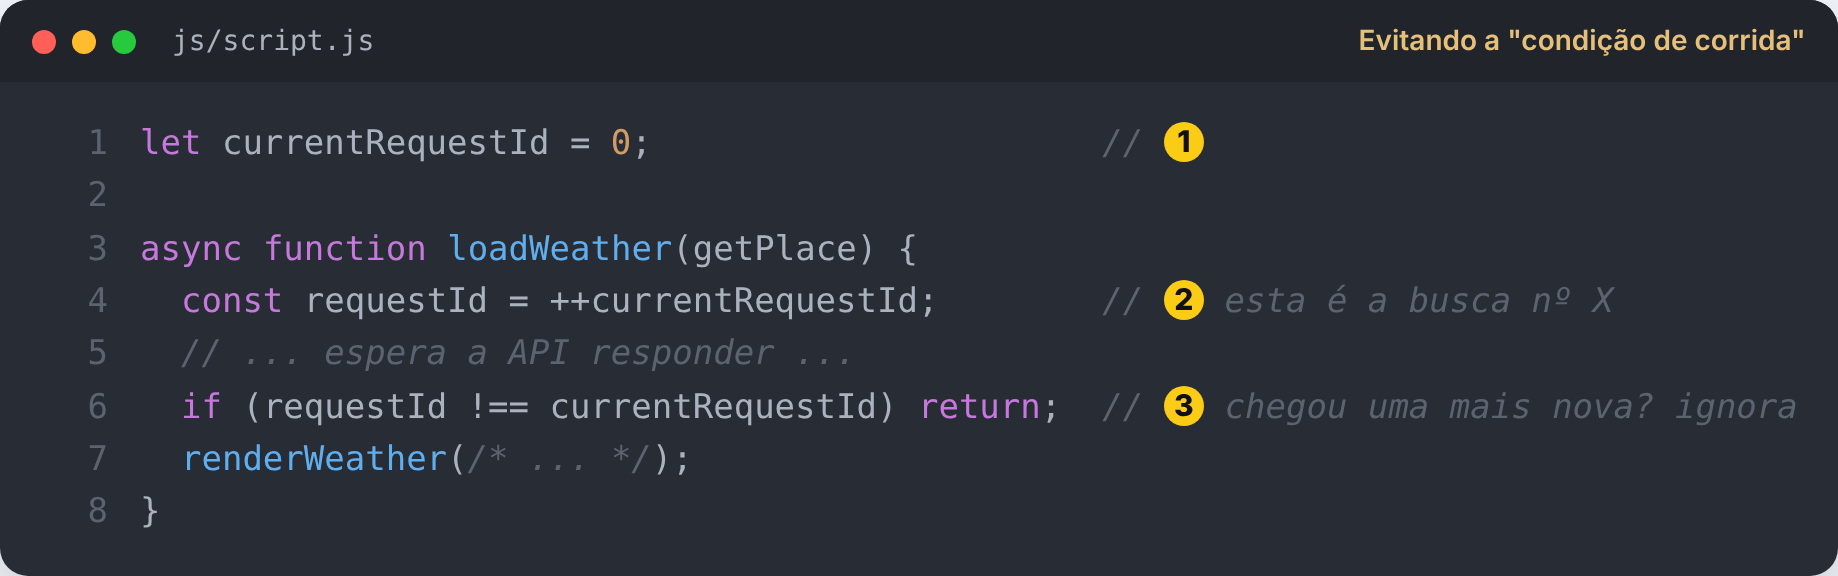 js/script.js
Evitando a "condição de corrida"
1 let currentRequestId = 0; // 1
2
3 async function loadWeather(getPlace) {
4 const requestId = ++currentRequestId; // 2 esta é a busca nº X
5 // ... espera a API responder ...
6 if (requestId !== currentRequestId) return; // 3 chegou uma mais nova? ignora
7 renderWeather(/* ... */);
8 }